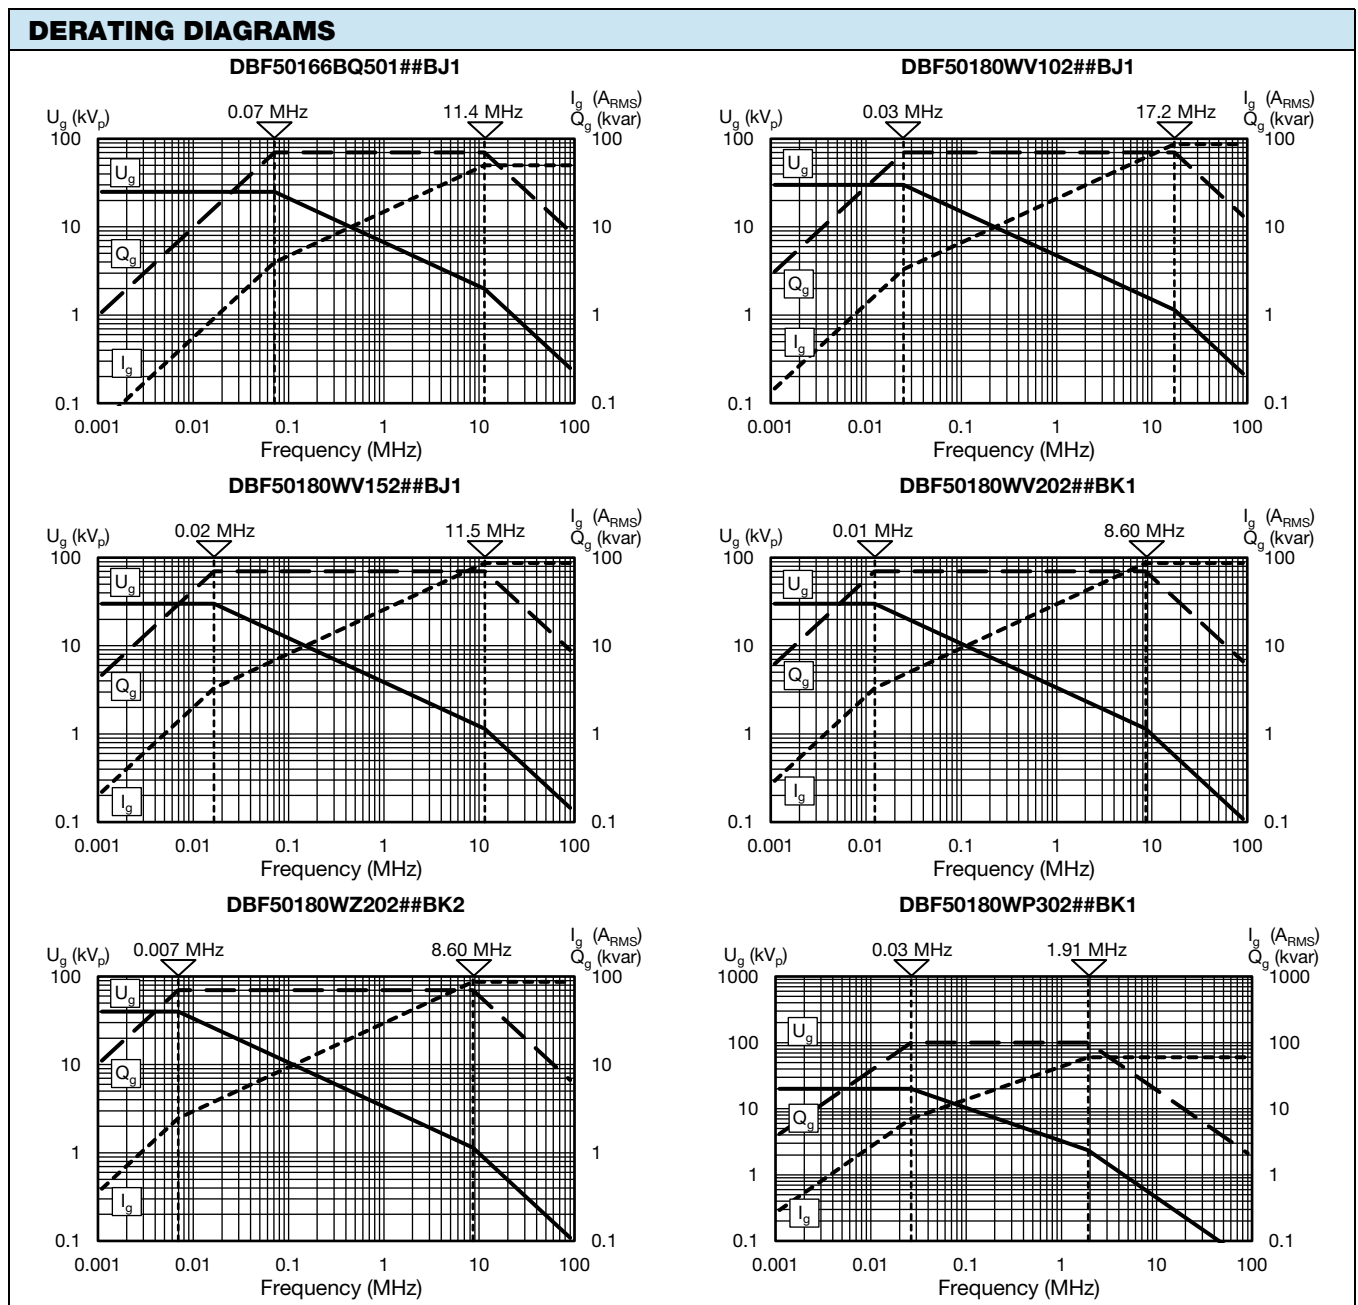 DERATING DIAGRAMS
DBF50166BQ501##BJ1
Ug (kVp)
0.07 MHz
11.4 MHz
Ig (ARMS)
Qg (kvar)
100
10
1
0.1
Ug
Qg
Ig
100
10
1
0.1
0.001 0.01 0.1 1 10 100
Frequency (MHz)
DBF50180WV102##BJ1
Ug (kVp)
0.03 MHz
17.2 MHz
Ig (ARMS)
Qg (kvar)
100
10
1
0.1
Ug
Qg
Ig
100
10
1
0.1
0.001 0.01 0.1 1 10 100
Frequency (MHz)
DBF50180WV152##BJ1
Ug (kVp)
0.02 MHz
11.5 MHz
Ig (ARMS)
Qg (kvar)
100
10
1
0.1
Ug
Qg
Ig
100
10
1
0.1
0.001 0.01 0.1 1 10 100
Frequency (MHz)
DBF50180WV202##BK1
Ug (kVp)
0.01 MHz
8.60 MHz
Ig (ARMS)
Qg (kvar)
100
10
1
0.1
Ug
Qg
Ig
100
10
1
0.1
0.001 0.01 0.1 1 10 100
Frequency (MHz)
DBF50180WZ202##BK2
Ug (kVp)
0.007 MHz
8.60 MHz
Ig (ARMS)
Qg (kvar)
100
10
1
0.1
Ug
Qg
Ig
100
10
1
0.1
0.001 0.01 0.1 1 10 100
Frequency (MHz)
DBF50180WP302##BK1
Ug (kVp)
0.03 MHz
1.91 MHz
Ig (ARMS)
Qg (kvar)
1000
100
10
1
0.1
Ug
Qg
Ig
1000
100
10
1
0.1
0.001 0.01 0.1 1 10 100
Frequency (MHz)